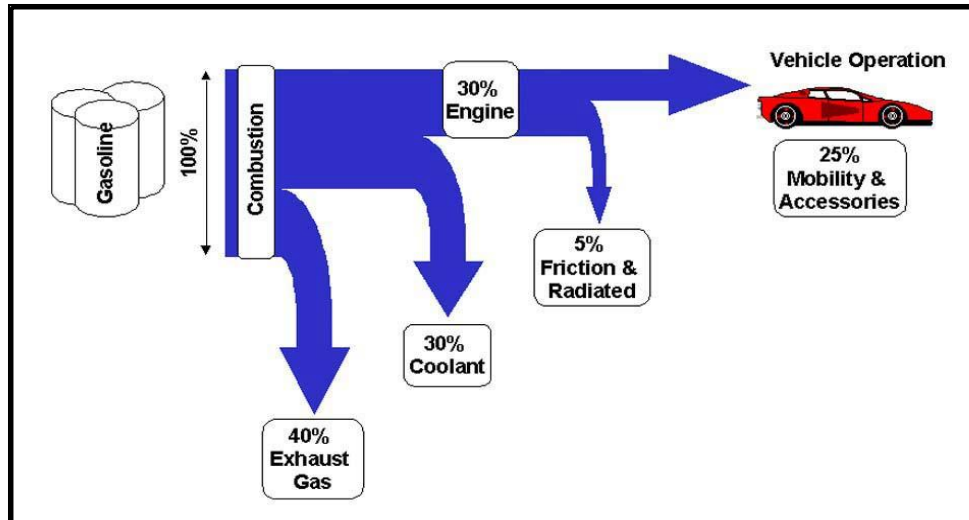 Gasoline
100%
Combustion
30%
Engine
Vehicle Operation
25%
Mobility &
Accessories
5%
Friction &
Radiated
30%
Coolant
40%
Exhaust
Gas